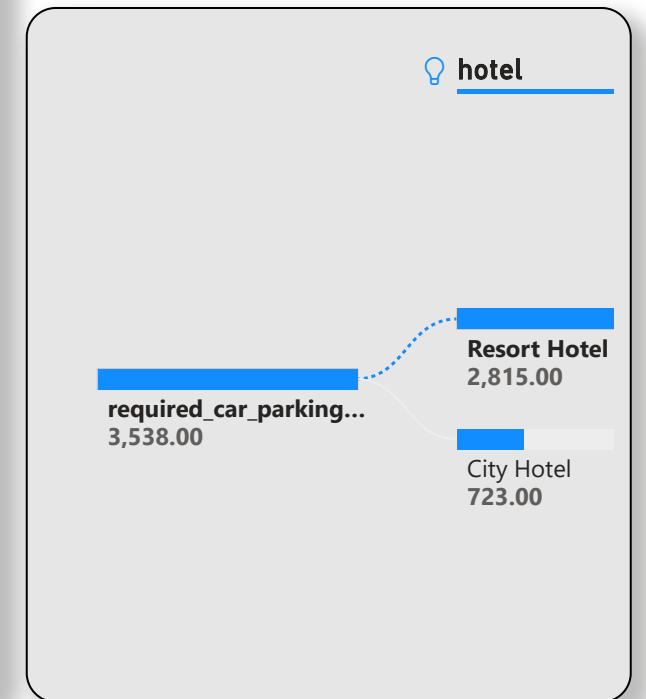 hotel
Resort Hotel
2,815.00
required_car_parking...
3,538.00
City Hotel
723.00